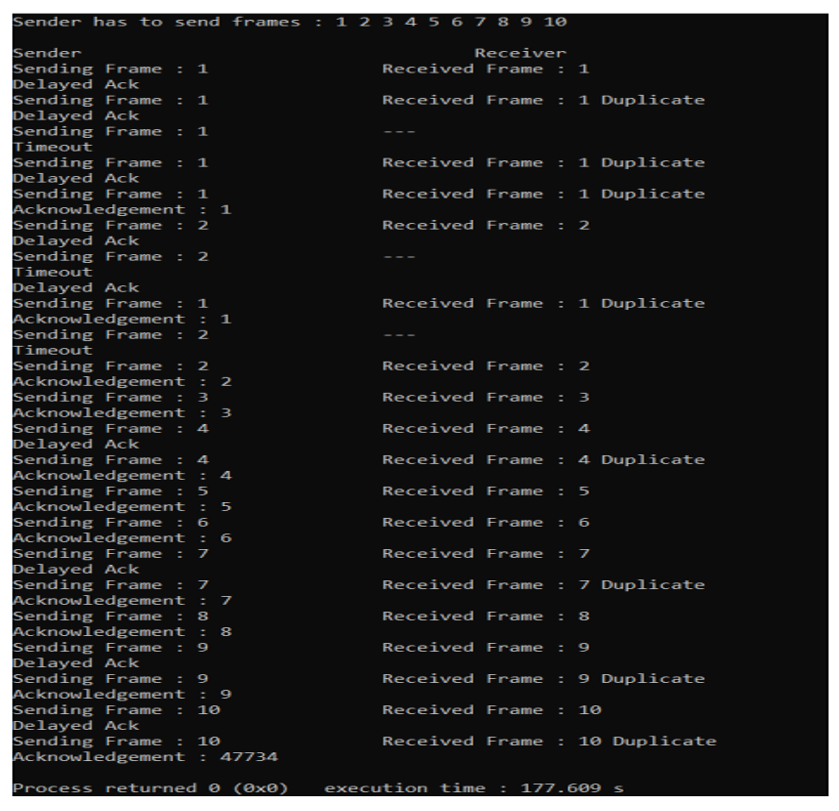 Sender has to send frames : 1 2 3 4 5 6 7 8 9 10
Sender Receiver
Sending Frame : 1 Received Frame : 1
Delayed Ack
Sending Frame : 1 Received Frame : 1 Duplicate
Delayed Ack
Sending Frame : 1 ---
Timeout
Sending Frame : 1 Received Frame : 1 Duplicate
Delayed Ack
Sending Frame : 1 Received Frame : 1 Duplicate
Acknowledgement : 1
Sending Frame : 2 Received Frame : 2
Delayed Ack
Sending Frame : 2 ---
Timeout
Delayed Ack
Sending Frame : 1 Received Frame : 1 Duplicate
Acknowledgement : 1
Sending Frame : 2 ---
Timeout
Sending Frame : 2 Received Frame : 2
Acknowledgement : 2
Sending Frame : 3 Received Frame : 3
Acknowledgement : 3
Sending Frame : 4 Received Frame : 4
Delayed Ack
Sending Frame : 4 Received Frame : 4 Duplicate
Acknowledgement : 4
Sending Frame : 5 Received Frame : 5
Acknowledgement : 5
Sending Frame : 6 Received Frame : 6
Acknowledgement : 6
Sending Frame : 7 Received Frame : 7
Delayed Ack
Sending Frame : 7 Received Frame : 7 Duplicate
Acknowledgement : 7
Sending Frame : 8 Received Frame : 8
Acknowledgement : 8
Sending Frame : 9 Received Frame : 9
Delayed Ack
Sending Frame : 9 Received Frame : 9 Duplicate
Acknowledgement : 9
Sending Frame : 10 Received Frame : 10
Delayed Ack
Sending Frame : 10 Received Frame : 10 Duplicate
Acknowledgement : 47734
Process returned 0 (0x0) execution time : 177.609 s